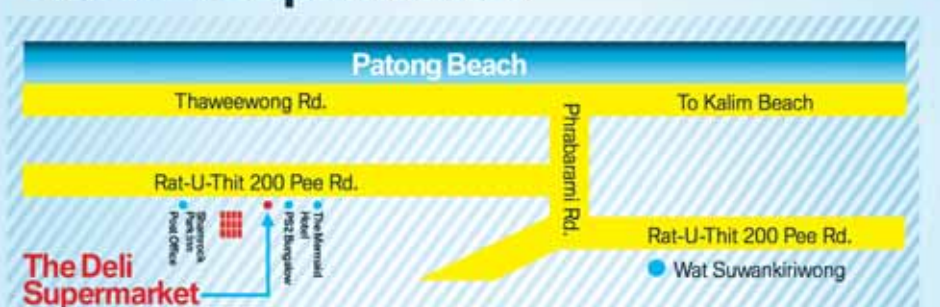 Patong Beach
Thaweewong Rd.
To Kalim Beach
Phrabarami Rd.
Rat-U-Thit 200 Pee Rd.
Shamrock
Park Inn
Post Office
PS2 Bungalow
The Mermaid
Hotel
Rat-U-Thit 200 Pee Rd.
Wat Suwankiriwong
The Deli
Supermarket